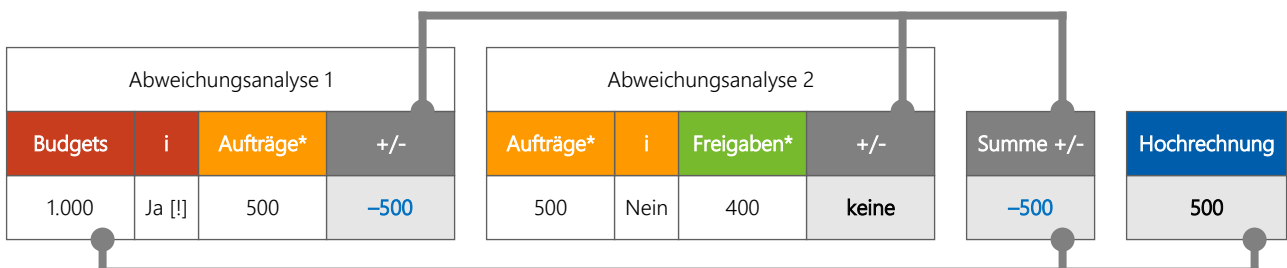 Abweichungsanalyse 1 Abweichungsanalyse 2
Budgets i Aufträge* +/- Aufträge* i Freigaben* +/- Summe +/- Hochrechnung
1.000 Ja [!] 500 –500 500 Nein 400 keine –500 500